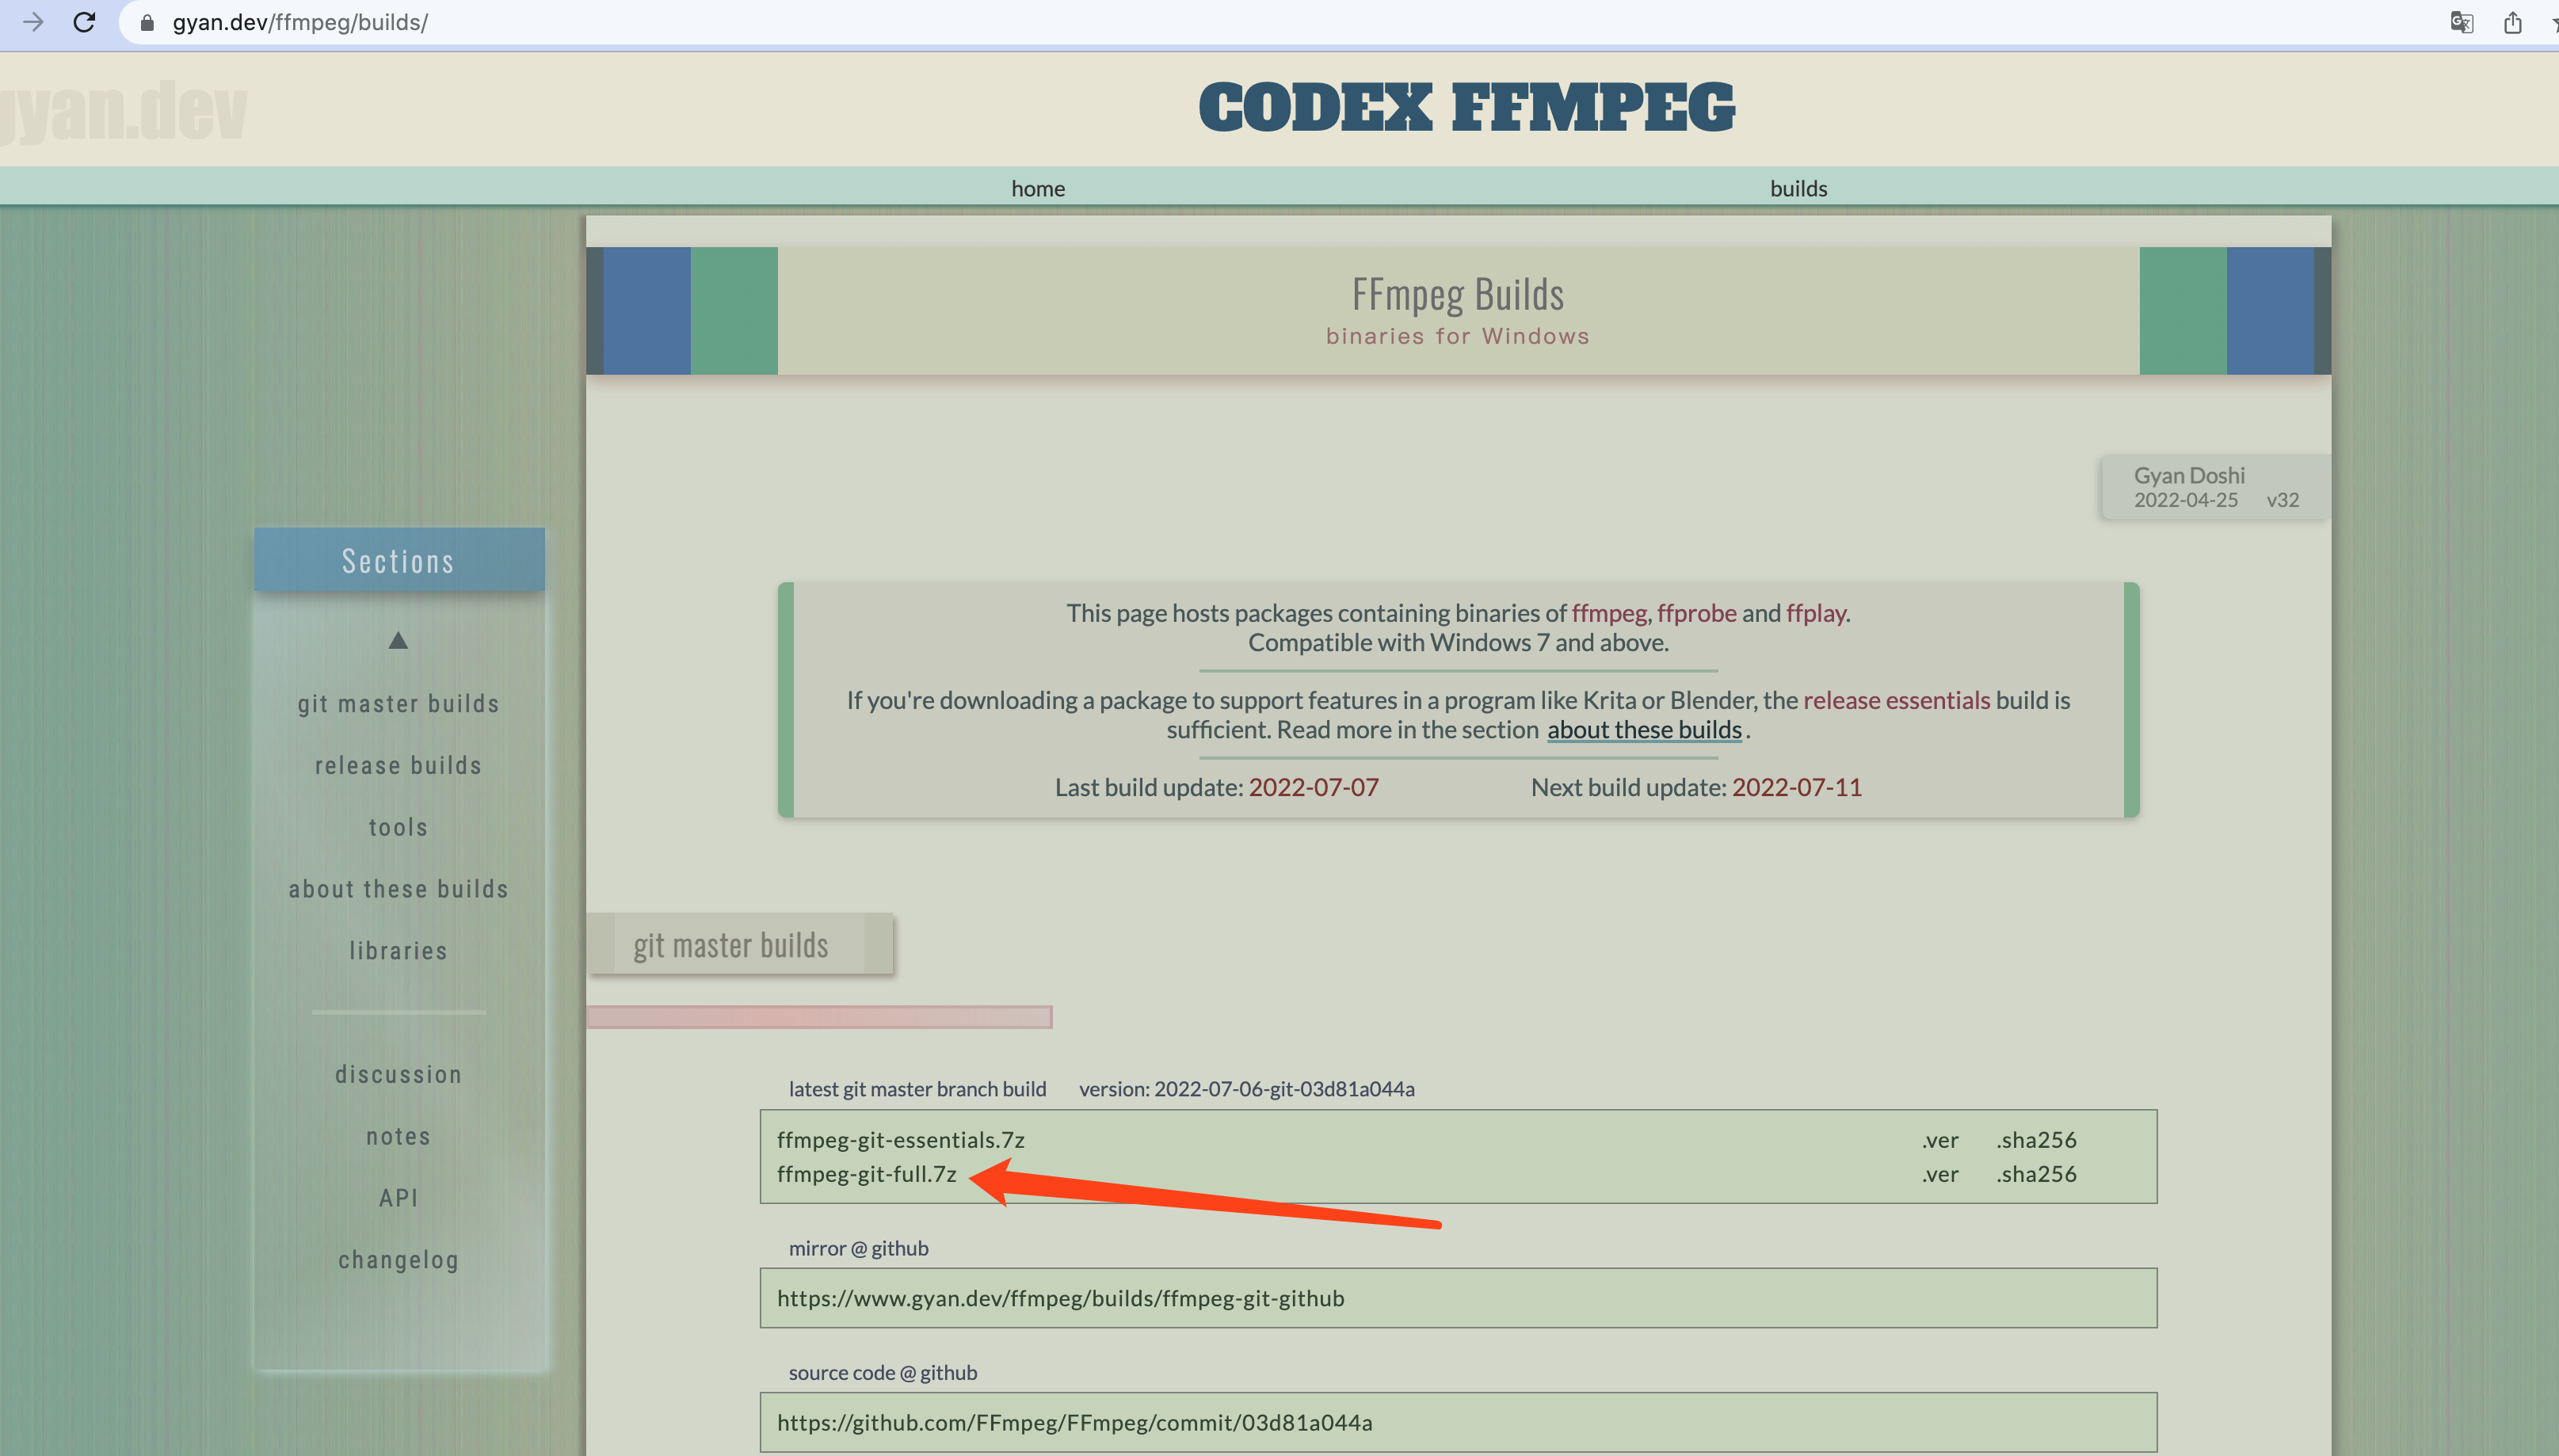 gyan.dev/ffmpeg/builds/
gyan.dev
CODEX FFMPEG
home
builds
FFmpeg Builds
binaries for Windows
Gyan Doshi
2022-04-25 v32
Sections
▲
git master builds
release builds
tools
about these builds
libraries
discussion
notes
API
changelog
This page hosts packages containing binaries of ffmpeg, ffprobe and ffplay.
Compatible with Windows 7 and above.
If you're downloading a package to support features in a program like Krita or Blender, the release essentials build is
sufficient. Read more in the section about these builds.
Last build update: 2022-07-07 Next build update: 2022-07-11
git master builds
latest git master branch build version: 2022-07-06-git-03d81a044a
ffmpeg-git-essentials.7z .ver .sha256
ffmpeg-git-full.7z .ver .sha256
mirror @ github
https://www.gyan.dev/ffmpeg/builds/ffmpeg-git-github
source code @ github
https://github.com/FFmpeg/FFmpeg/commit/03d81a044a